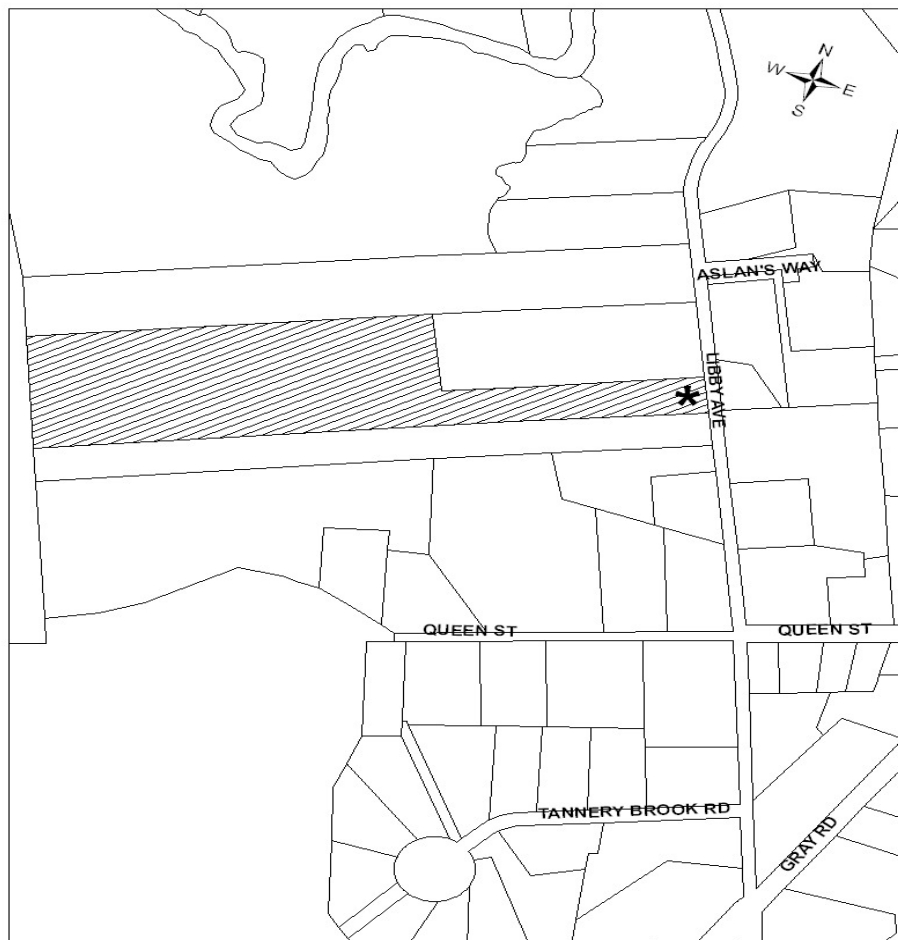 N
W
E
S
ASLAN'S WAY
LIBBY AVE
*
QUEEN ST
QUEEN ST
TANNERY BROOK RD
GRAY RD